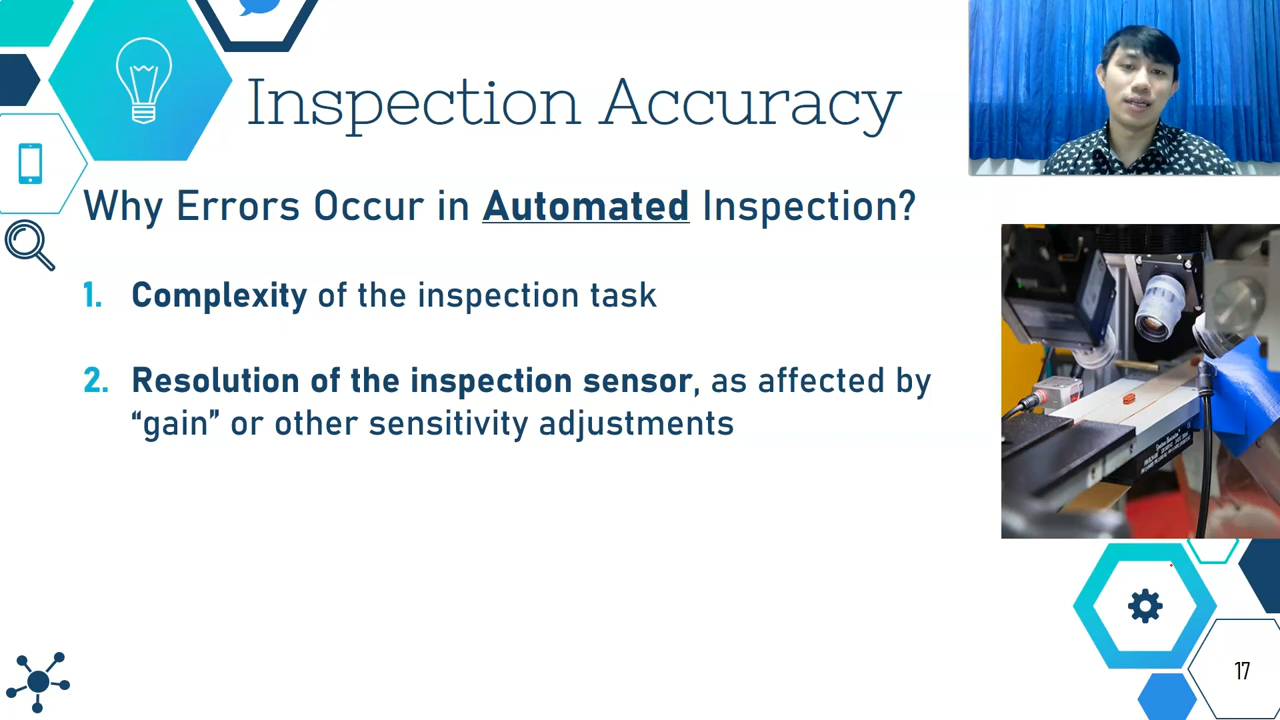 Inspection Accuracy
Why Errors Occur in Automated Inspection?
1. Complexity of the inspection task
2. Resolution of the inspection sensor, as affected by
“gain” or other sensitivity adjustments
17